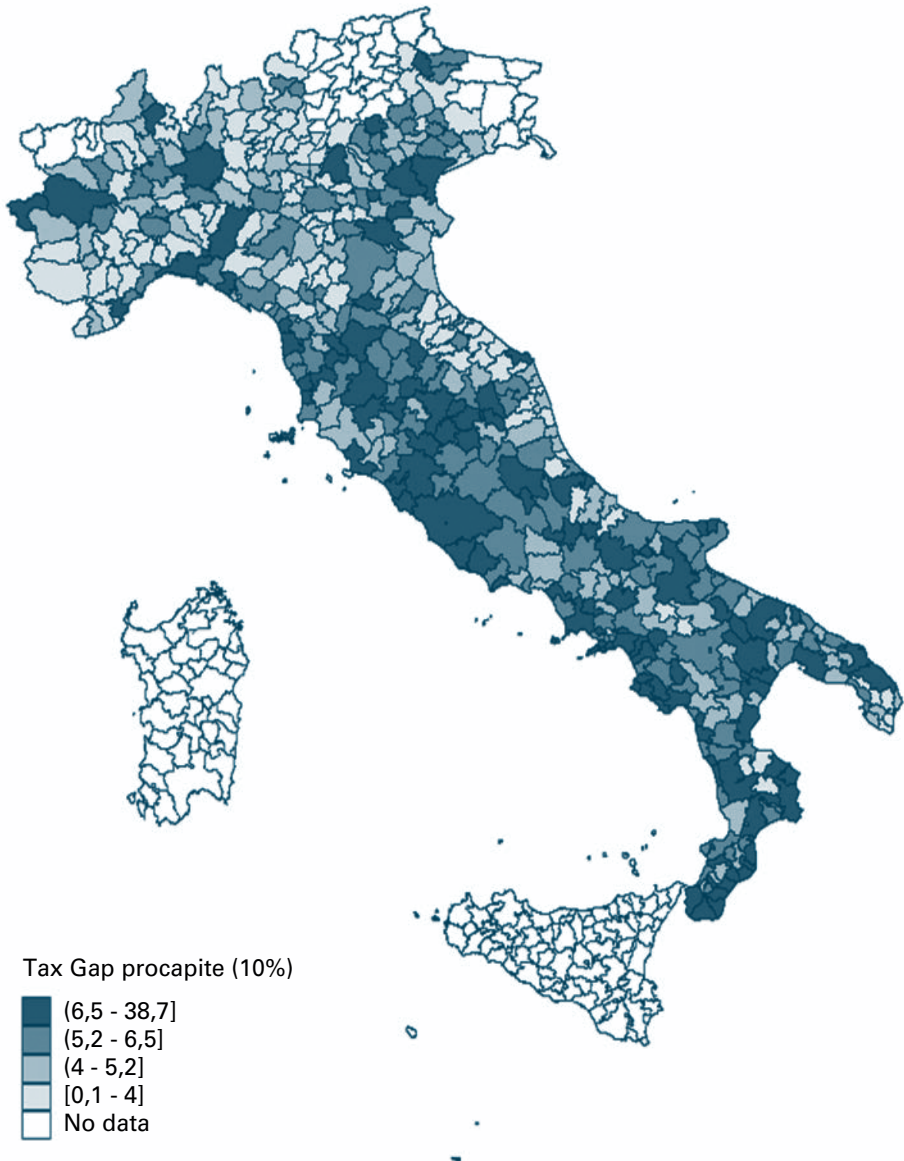 Tax Gap procapite (10%)
(6,5 - 38,7]
(5,2 - 6,5]
(4 - 5,2]
[0,1 - 4]
No data